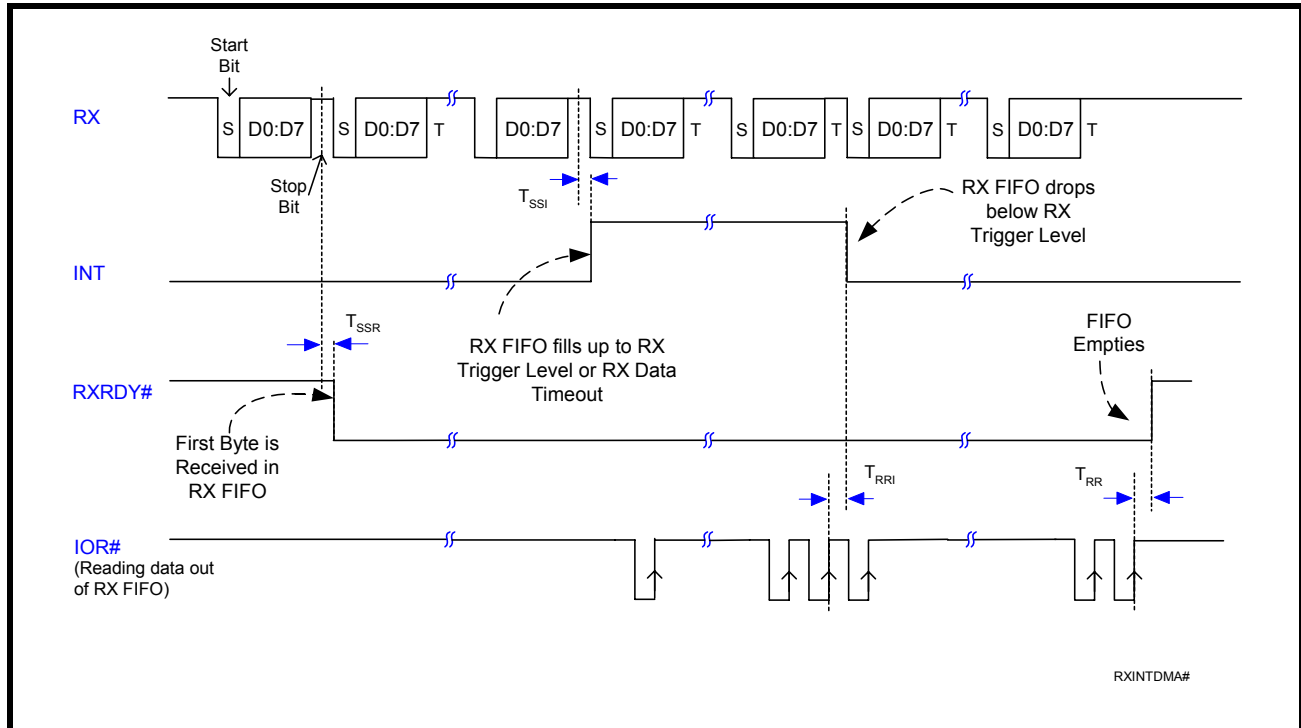 Start
Bit
RX
S D0:D7 S D0:D7 T D0:D7 S D0:D7 T S D0:D7 T S D0:D7 T S D0:D7 T
Stop
Bit
TSSI
RX FIFO drops
below RX
Trigger Level
INT
TSSR
RX FIFO fills up to RX
Trigger Level or RX Data
Timeout
FIFO
Empties
RXRDY#
First Byte is
Received in
RX FIFO
TRRI
TRR
IOR#
(Reading data out
of RX FIFO)
RXINTDMA#